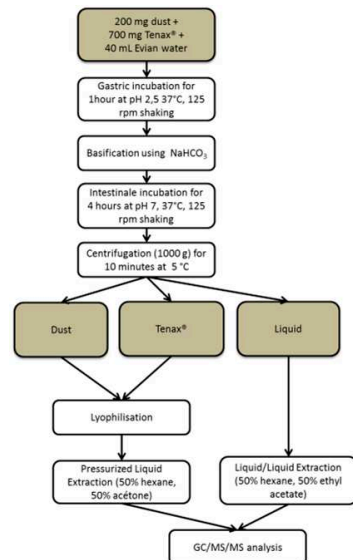 200 mg dust +
700 mg Tenax® +
40 mL Evian water
Gastric incubation for
1hour at pH 2,5 37°C, 125
rpm shaking
Basification using NaHCO3
Intestinale incubation for
4 hours at pH 7, 37°C, 125
rpm shaking
Centrifugation (1000 g) for
10 minutes at 5 °C
Dust
Tenax®
Liquid
Lyophilisation
Pressurized Liquid
Extraction (50% hexane,
50% acétone)
Liquid/Liquid Extraction
(50% hexane, 50% ethyl
acetate)
GC/MS/MS analysis